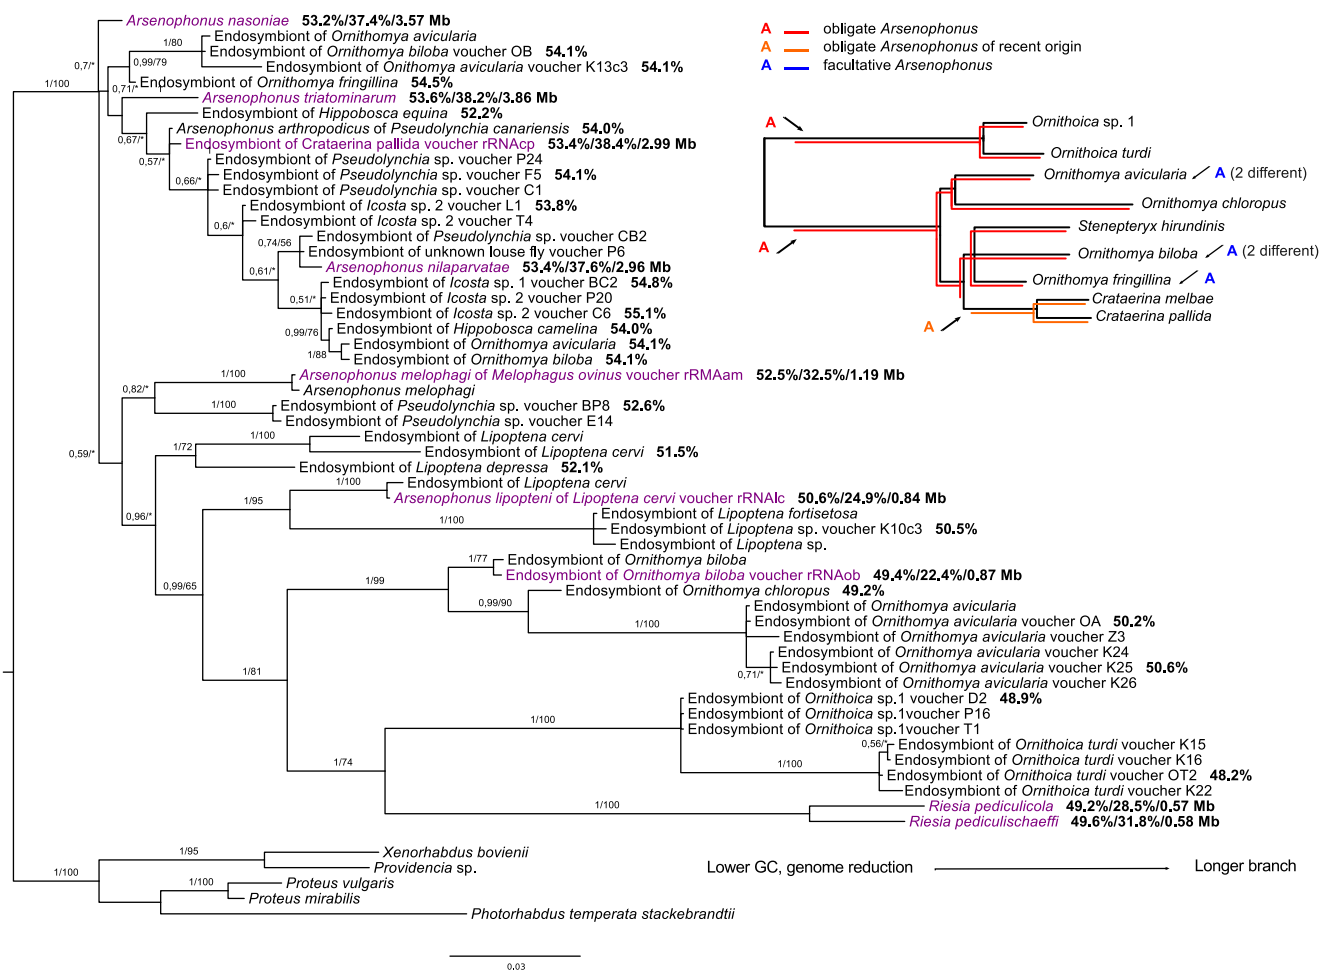 Arsenophonus nasoniae 53.2%/37.4%/3.57 Mb
Endosymbiont of Ornithomya avicularia
1/80
Endosymbiont of Ornithomya biloba voucher OB 54.1%
0,7/*
0,99/79
Endosymbiont of Onithomya avicularia voucher K13c3 54.1%
1/100
0,71/*
Endosymbiont of Ornithomya fringillina 54.5%
Arsenophonus triatominarum 53.6%/38.2%/3.86 Mb
Endosymbiont of Hippobosca equina 52.2%
0,67/*
Arsenophonus arthropodicus of Pseudolynchia canariensis 54.0%
Endosymbiont of Crataerina pallida voucher rRNAcp 53.4%/38.4%/2.99 Mb
0,57/*
Endosymbiont of Pseudolynchia sp. voucher P24
Endosymbiont of Pseudolynchia sp. voucher F5 54.1%
0,66/*
Endosymbiont of Pseudolynchia sp. voucher C1
Endosymbiont of Icosta sp. 2 voucher L1 53.8%
Endosymbiont of Icosta sp. 2 voucher T4
0,6/*
Endosymbiont of Pseudolynchia sp. voucher CB2
0,74/56
Endosymbiont of unknown louse fly voucher P6
Arsenophonus nilaparvatae 53.4%/37.6%/2.96 Mb
0,61/*
Endosymbiont of Icosta sp. 1 voucher BC2 54.8%
Endosymbiont of Icosta sp. 2 voucher P20
0,51/*
Endosymbiont of Icosta sp. 2 voucher C6 55.1%
Endosymbiont of Hippobosca camelina 54.0%
0,99/76
Endosymbiont of Ornithomya avicularia 54.1%
1/88
Endosymbiont of Ornithomya biloba 54.1%
Arsenophonus melophagi of Melophagus ovinus voucher rRMAam 52.5%/32.5%/1.19 Mb
1/100
0,82/*
Arsenophonus melophagi
Endosymbiont of Pseudolynchia sp. voucher BP8 52.6%
1/100
Endosymbiont of Pseudolynchia sp. voucher E14
Endosymbiont of Lipoptena cervi
1/100
1/72
Endosymbiont of Lipoptena cervi 51.5%
0,59/*
Endosymbiont of Lipoptena depressa 52.1%
Endosymbiont of Lipoptena cervi
1/100
Arsenophonus lipopteni of Lipoptena cervi voucher rRNAlc 50.6%/24.9%/0.84 Mb
1/95
0,96/*
Endosymbiont of Lipoptena fortisetosa
1/100
Endosymbiont of Lipoptena sp. voucher K10c3 50.5%
Endosymbiont of Lipoptena sp.
Endosymbiont of Ornithomya biloba
1/77
Endosymbiont of Ornithomya biloba voucher rRNAob 49.4%/22.4%/0.87 Mb
0,99/65
1/99
Endosymbiont of Ornithomya chloropus 49.2%
0,99/90
Endosymbiont of Ornithomya avicularia
1/100
Endosymbiont of Ornithomya avicularia voucher OA 50.2%
Endosymbiont of Ornithomya avicularia voucher Z3
Endosymbiont of Ornithomya avicularia voucher K24
Endosymbiont of Ornithomya avicularia voucher K25 50.6%
0,71/*
1/81
Endosymbiont of Ornithomya avicularia voucher K26
Endosymbiont of Ornithoica sp.1 voucher D2 48.9%
Endosymbiont of Ornithoica sp.1voucher P16
1/100
Endosymbiont of Ornithoica sp.1voucher T1
0,56/*
Endosymbiont of Ornithoica turdi voucher K15
Endosymbiont of Ornithoica turdi voucher K16
1/74
1/100
Endosymbiont of Ornithoica turdi voucher OT2 48.2%
Endosymbiont of Ornithoica turdi voucher K22
1/100
Riesia pediculicola 49.2%/28.5%/0.57 Mb
Riesia pediculischaeffi 49.6%/31.8%/0.58 Mb
1/95
Xenorhabdus bovienii
Providencia sp.
1/100
1/100
Proteus vulgaris
Proteus mirabilis
Photorhabdus temperata stackebrandtii
0.03
A obligate Arsenophonus
A obligate Arsenophonus of recent origin
A facultative Arsenophonus
A
Ornithoica sp. 1
Ornithoica turdi
Ornithomya avicularia A (2 different)
Ornithomya chloropus
Stenepteryx hirundinis
A
Ornithomya biloba A (2 different)
Ornithomya fringillina A
Crataerina melbae
A
Crataerina pallida
Lower GC, genome reduction Longer branch